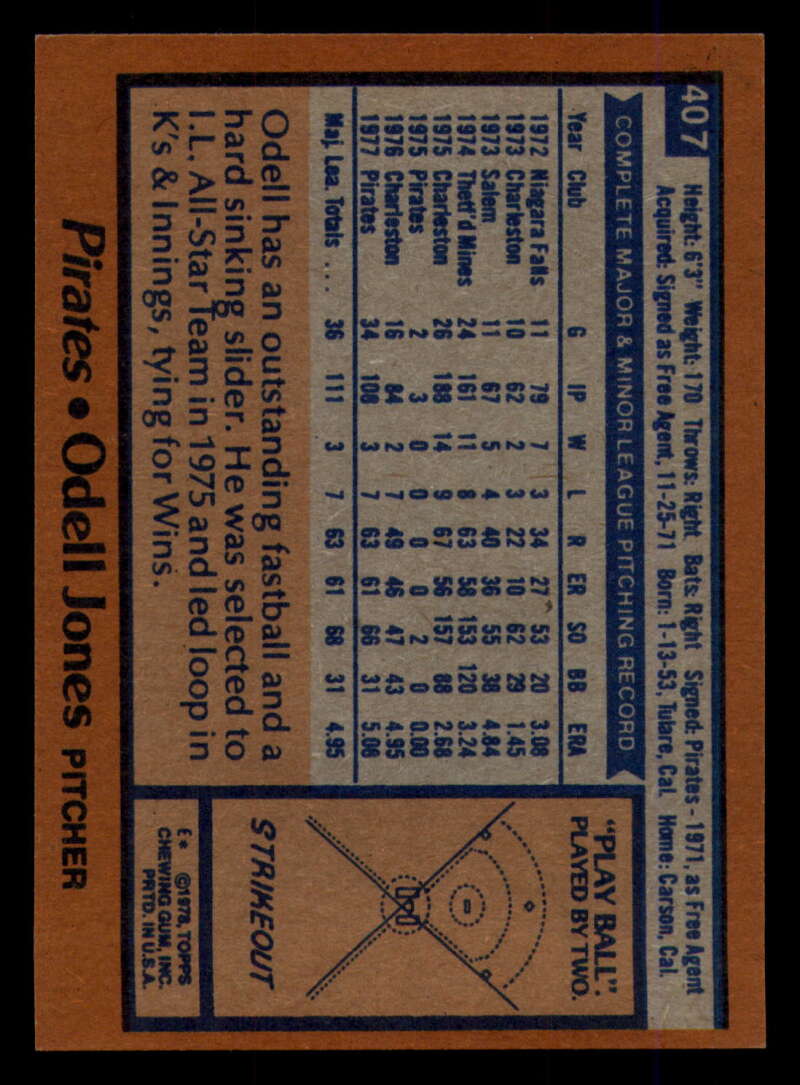 407
Height: 6'3" Weight: 170 Throws: Right Bats: Right Signed: Pirates - 1971, as Free Agent
Acquired: Signed as Free Agent, 11-25-71 Born: 1-13-53, Tulare, Cal. Home: Carson, Cal.
COMPLETE MAJOR & MINOR LEAGUE PITCHING RECORD
Year Club G IP W L R ER SO BB ERA
1972 Niagara Falls 11 79 7 3 34 27 53 20 3.08
1973 Charleston 10 62 2 3 22 10 62 29 1.45
1973 Salem 11 67 5 4 40 36 55 38 4.84
1974 Thetf'd Mines 24 161 11 8 63 58 153 120 3.24
1975 Charleston 26 188 14 9 67 56 157 88 2.68
1975 Pirates 2 3 0 0 0 0 2 0 0.00
1976 Charleston 16 84 2 7 49 46 47 43 4.95
1977 Pirates 34 108 3 7 63 61 66 31 5.08
Maj. Lea. Totals ... 36 111 3 7 63 61 68 31 4.95
Odell has an outstanding fastball and a
hard sinking slider. He was selected to
I.L. All-Star Team in 1975 and led loop in
K's & Innings, tying for Wins.
"PLAY BALL":
PLAYED BY TWO.
STRIKEOUT
E* ©1978, TOPPS
CHEWING GUM, INC.
PRTD. IN U.S.A.
Pirates • Odell Jones PITCHER